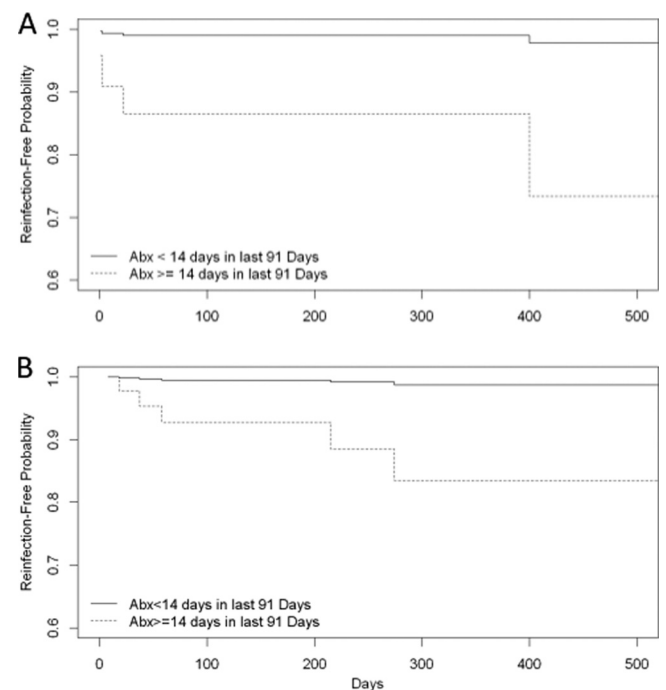 A
1.0
0.9
0.8
0.7
0.6
Reinfection-Free Probability
Abx < 14 days in last 91 Days
Abx >= 14 days in last 91 Days
0 100 200 300 400 500
B
1.0
0.9
0.8
0.7
0.6
Reinfection-Free Probability
Abx<14 days in last 91 Days
Abx>=14 days in last 91 Days
0 100 200 300 400 500
Days